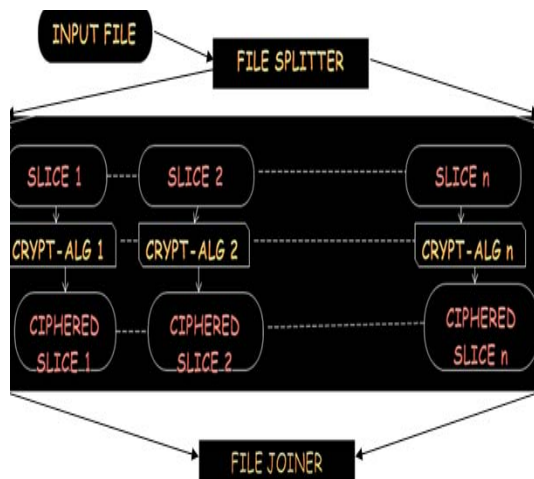 INPUT FILE
FILE SPLITTER
SLICE 1
SLICE 2
SLICE n
CRYPT-ALG 1
CRYPT-ALG 2
CRYPT-ALG n
CIPHERED
SLICE 1
CIPHERED
SLICE 2
CIPHERED
SLICE n
FILE JOINER